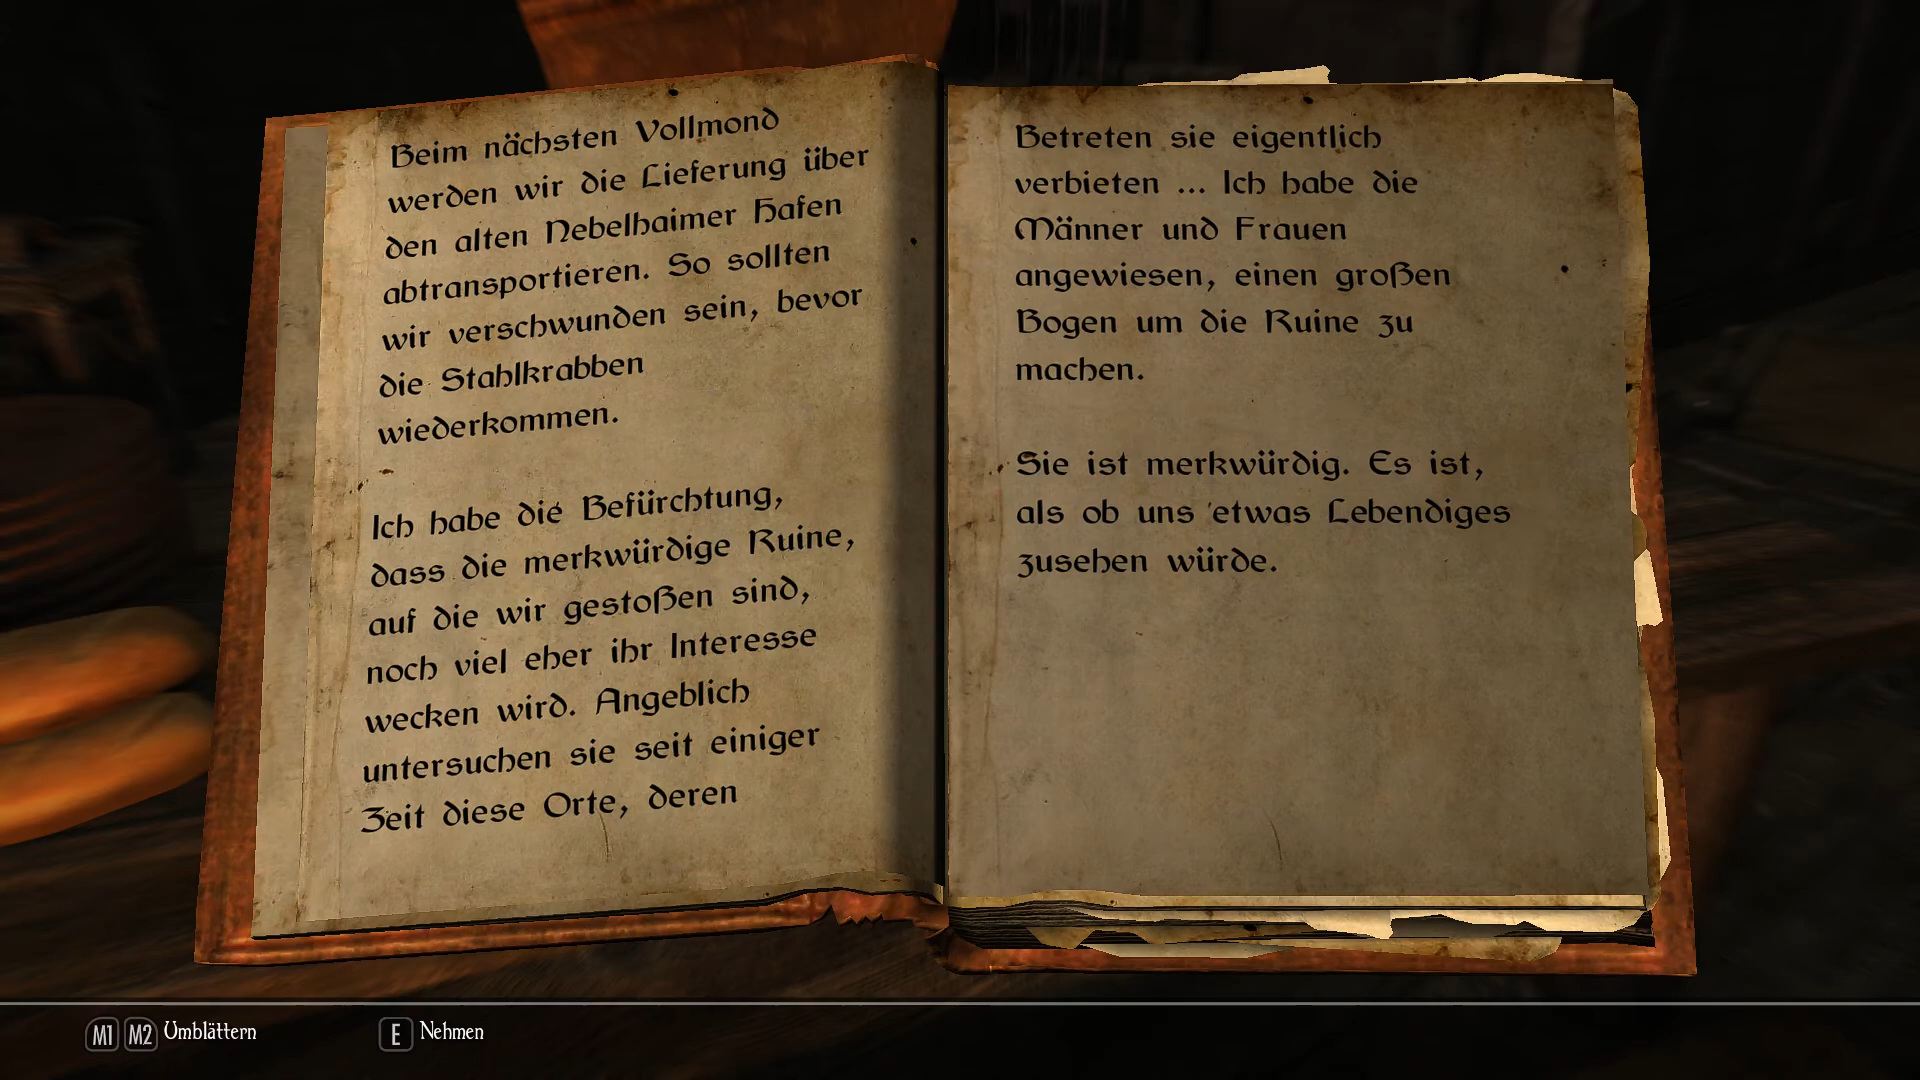 Beim nächsten Vollmond
werden wir die Lieferung über
den alten Nebelhaimer Hafen
abtransportieren. So sollten
wir verschwunden sein, bevor
die Stahlkrabben
wiederkommen.
Ich habe die Befürchtung,
dass die merkwürdige Ruine,
auf die wir gestoßen sind,
noch viel eher ihr Interesse
wecken wird. Angeblich
untersuchen sie seit einiger
Zeit diese Orte, deren
Betreten sie eigentlich
verbieten ... Ich habe die
Männer und Frauen
angewiesen, einen großen
Bogen um die Ruine zu
machen.
Sie ist merkwürdig. Es ist,
als ob uns etwas Lebendiges
zusehen würde.
M1 M2 Umblättern
E Nehmen